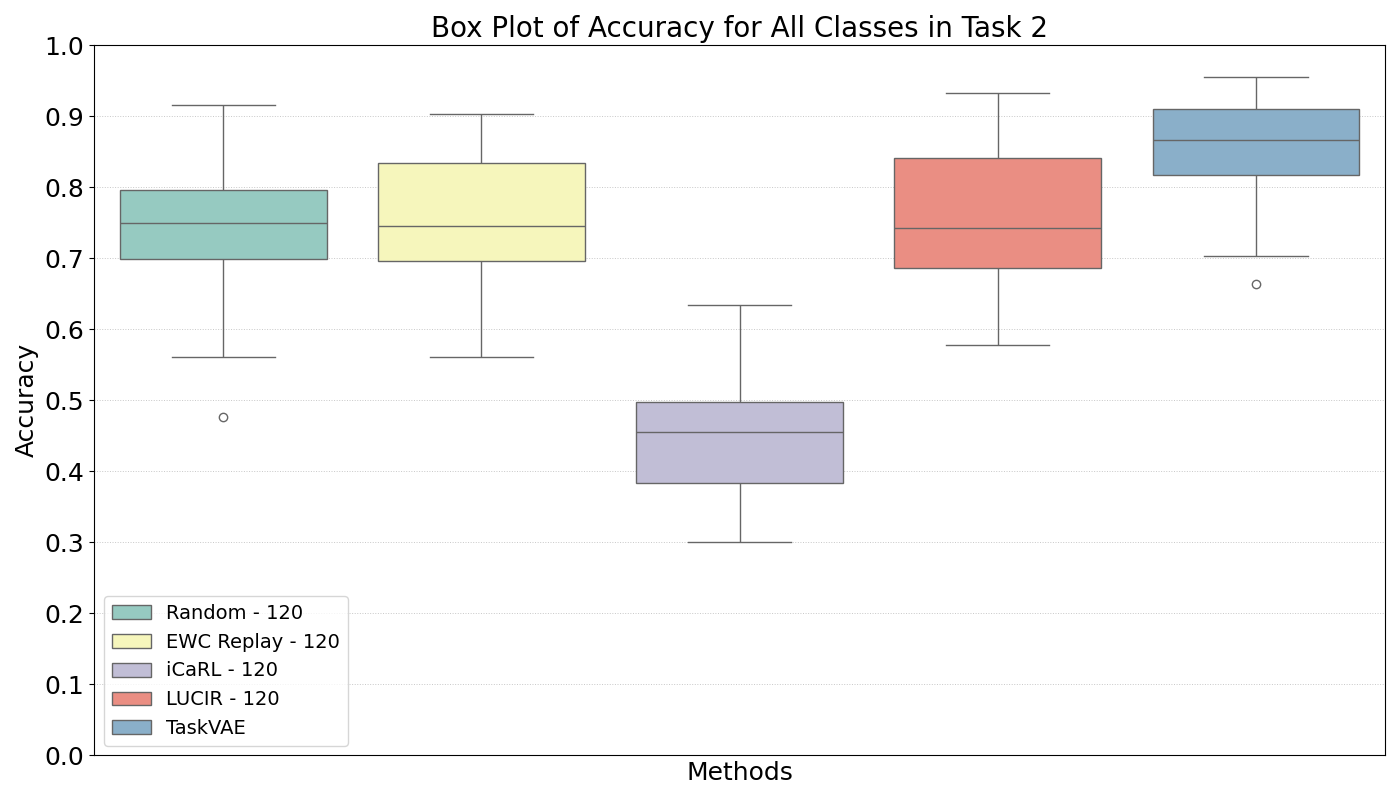 Box Plot of Accuracy for All Classes in Task 2
1.0
0.9
0.8
0.7
0.6
0.5
0.4
0.3
0.2
0.1
0.0
Accuracy
Random - 120
EWC Replay - 120
iCaRL - 120
LUCIR - 120
TaskVAE
Methods